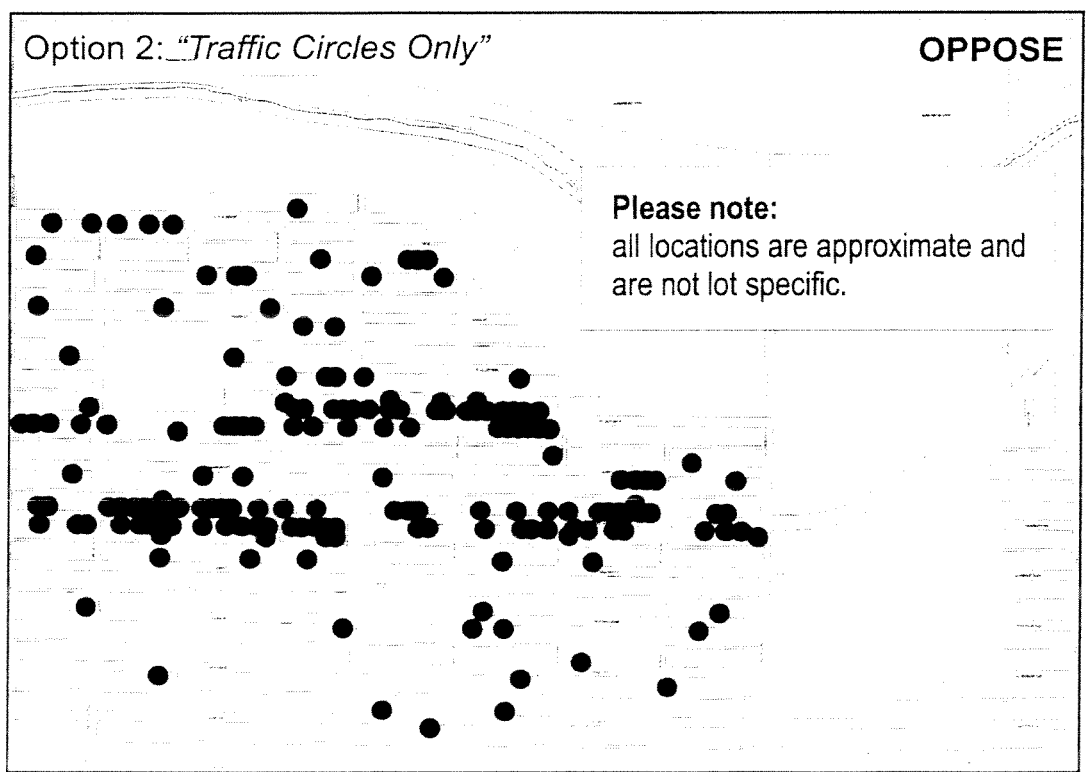 Option 2: "Traffic Circles Only"
OPPOSE
Please note:
all locations are approximate and
are not lot specific.